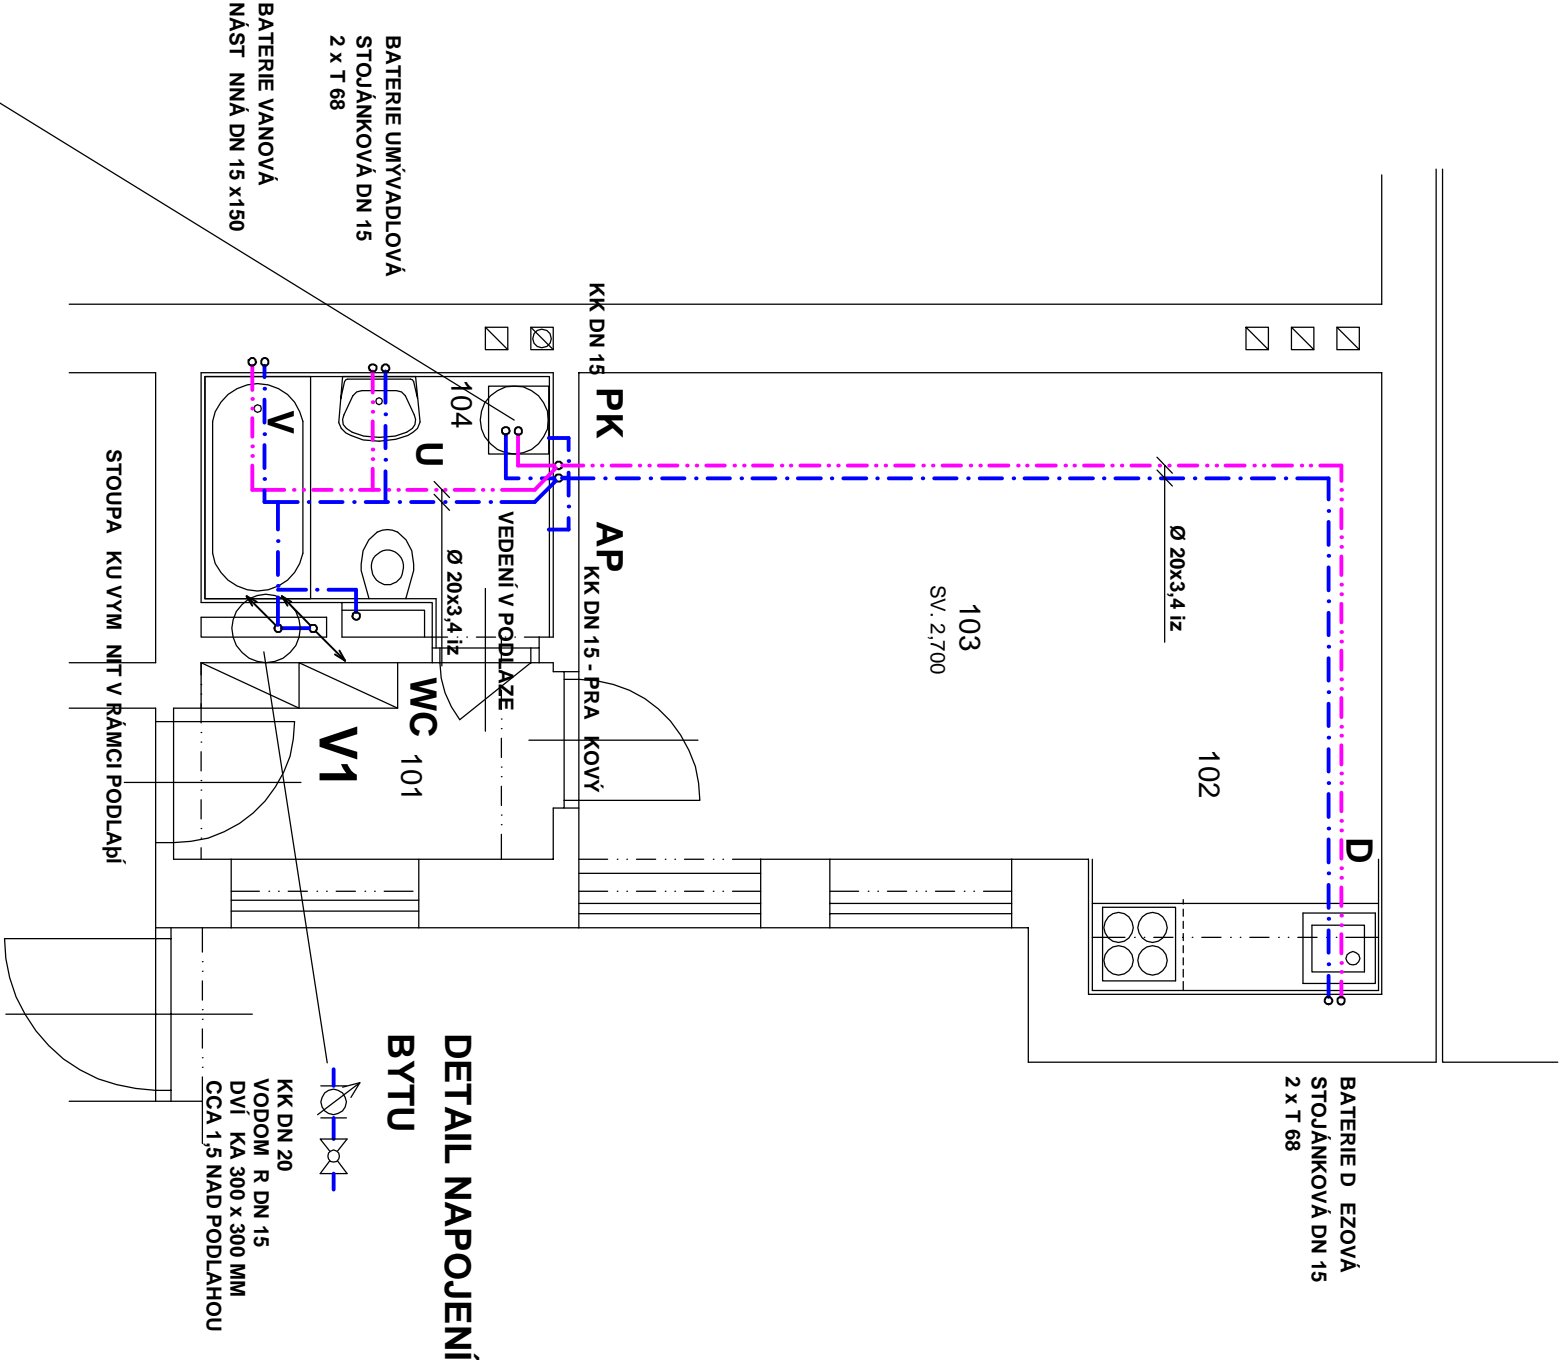 BATERIE VANOVÁ
NÁST NNÁ DN 15 x150
BATERIE UMÝVADLOVÁ
STOJÁNKOVÁ DN 15
2 x T 68
KK DN 15
PK
AP
KK DN 15 - PRA KOVÝ
104
V
U
Ø 20x3,4 iz
VEDENÍ V PODLAZE
STOUPA KU VYM NIT V RÁMCI PODLAþÍ
WC
V1
101
103
SV. 2,700
Ø 20x3,4 iz
102
D
BATERIE D EZOVÁ
STOJÁNKOVÁ DN 15
2 x T 68
DETAIL NAPOJENÍ
BYTU
KK DN 20
VODOM R DN 15
DVÍ KA 300 x 300 MM
CCA 1,5 NAD PODLAHOU